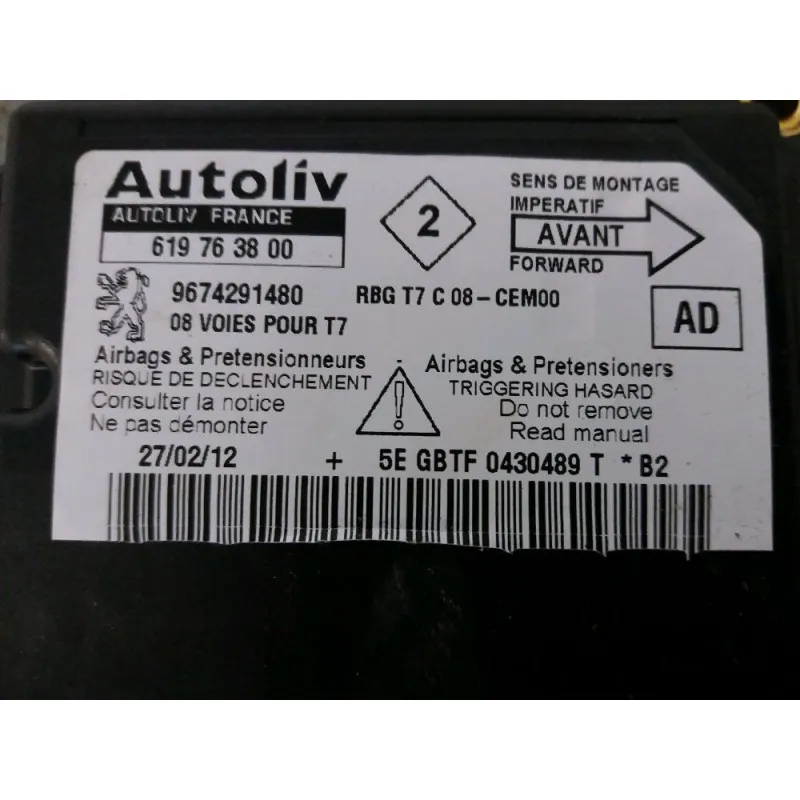 Autoliv
AUTOLIV FRANCE
619 76 38 00
2
SENS DE MONTAGE
IMPERATIF
AVANT
FORWARD
9674291480 RBG T7 C 08-CEM00
08 VOIES POUR T7
AD
Airbags & Pretensionneurs
RISQUE DE DECLENCHEMENT
Consulter la notice
Ne pas démonter
!
Airbags & Pretensioners
TRIGGERING HASARD
Do not remove
Read manual
27/02/12 + 5E GBTF 0430489 T * B2